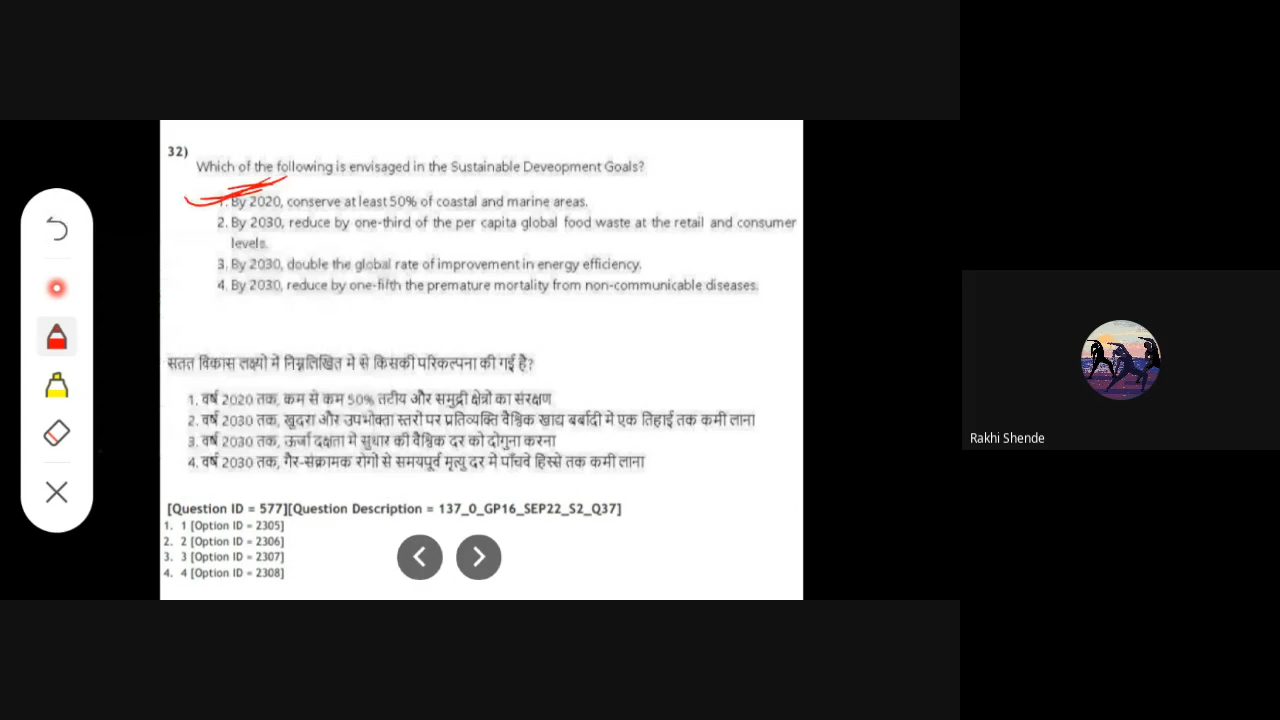 32)
Which of the following is envisaged in the Sustainable Deveopment Goals?
1. By 2020, conserve at least 50% of coastal and marine areas.
2. By 2030, reduce by one-third of the per capita global food waste at the retail and consumer
levels.
3. By 2030, double the global rate of improvement in energy efficiency.
4. By 2030, reduce by one-fifth the premature mortality from non-communicable diseases.
सतत विकास लक्ष्यों में निम्नलिखित में से किसकी परिकल्पना की गई है?
1. वर्ष 2020 तक, कम से कम 50% तटीय और समुद्री क्षेत्रों का संरक्षण
2. वर्ष 2030 तक, खुदरा और उपभोक्ता स्तरों पर प्रतिव्यक्ति वैश्विक खाद्य बर्बादी में एक तिहाई तक कमी लाना
3. वर्ष 2030 तक, ऊर्जा दक्षता में सुधार की वैश्विक दर को दोगुना करना
4. वर्ष 2030 तक, गैर-संक्रामक रोगों से समयपूर्व मृत्यु दर में पाँचवे हिस्से तक कमी लाना
[Question ID = 577][Question Description = 137_0_GP16_SEP22_S2_Q37]
1. 1 [Option ID = 2305]
2. 2 [Option ID = 2306]
3. 3 [Option ID = 2307]
4. 4 [Option ID = 2308]
Rakhi Shende